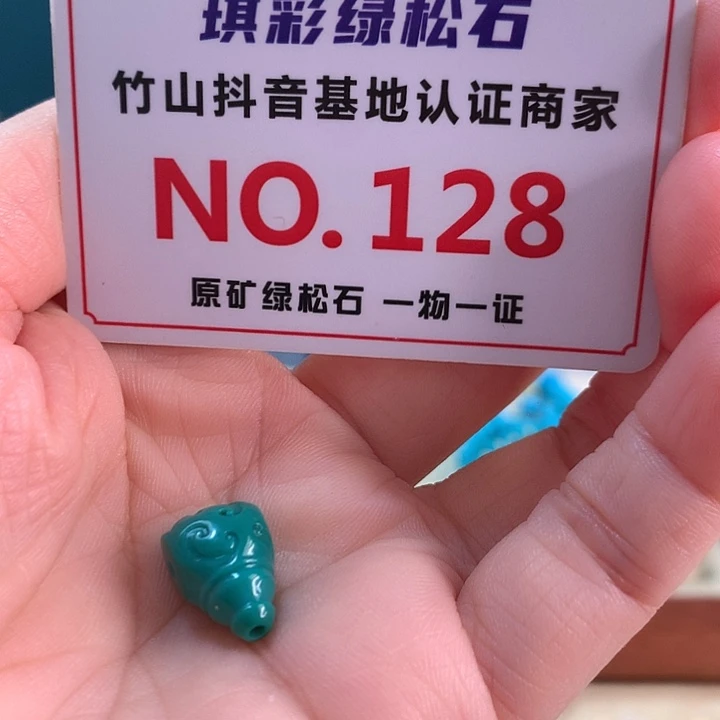 琪彩绿松石
竹山抖音基地认证商家
NO.128
原矿绿松石 一物一证